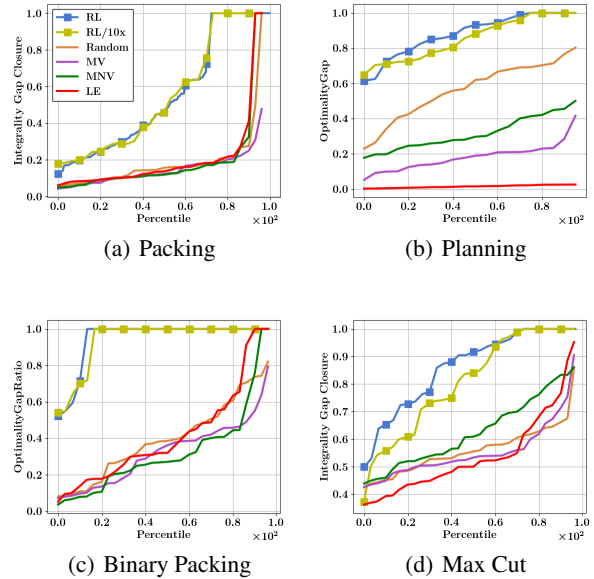 Integrality Gap Closure
1.0
0.8
0.6
0.4
0.2
0.0
RL
RL/10x
Random
MV
MNV
LE
0.0 0.2 0.4 0.6 0.8 1.0
Percentile ×10²
(a) Packing
OptimalityGap
1.0
0.8
0.6
0.4
0.2
0.0
0.0 0.2 0.4 0.6 0.8 1.0
Percentile ×10²
(b) Planning
OptimalityGapRatio
1.0
0.8
0.6
0.4
0.2
0.0
0.0 0.2 0.4 0.6 0.8 1.0
Percentile ×10²
(c) Binary Packing
Integrality Gap Closure
1.0
0.9
0.8
0.7
0.6
0.5
0.4
0.0 0.2 0.4 0.6 0.8 1.0
Percentile ×10²
(d) Max Cut